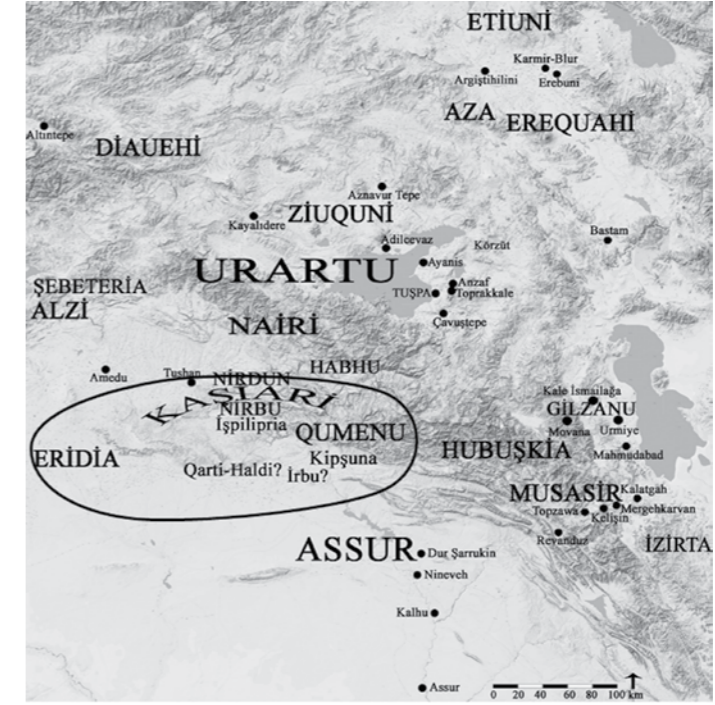 ETİUNİ
Karmir-Blur
Argiştihilini
Erebuni
AZA
EREQUAHİ
Altıntepe
DİAUEHİ
Aznavur Tepe
ZİUQUNİ
Kayalıdere
Bastam
Adilcevaz
Körzüt
URARTU
Ayanis
ŞEBETERİA
Anzaf
TUŞPA
Toprakkale
ALZİ
Çavuştepe
NAİRİ
HABHU
Amedu
Tushan
NİRDUN
KAŞİARİ
Kale İsmailağa
NİRBU
GİLZANU
İşpilipria
Movana
Urmiye
QUMENU
HUBUŞKİA
Mahmudabad
ERİDİA
Kipşuna
Qarti-Haldi?
İrbu?
MUSASİR
Kalatgah
Topzawa
Kelişin
Mergehkarvan
Revanduz
İZİRTA
ASSUR
Dur Şarrukin
Nineveh
Kalhu
Assur
0 20 40 60 80 100 km